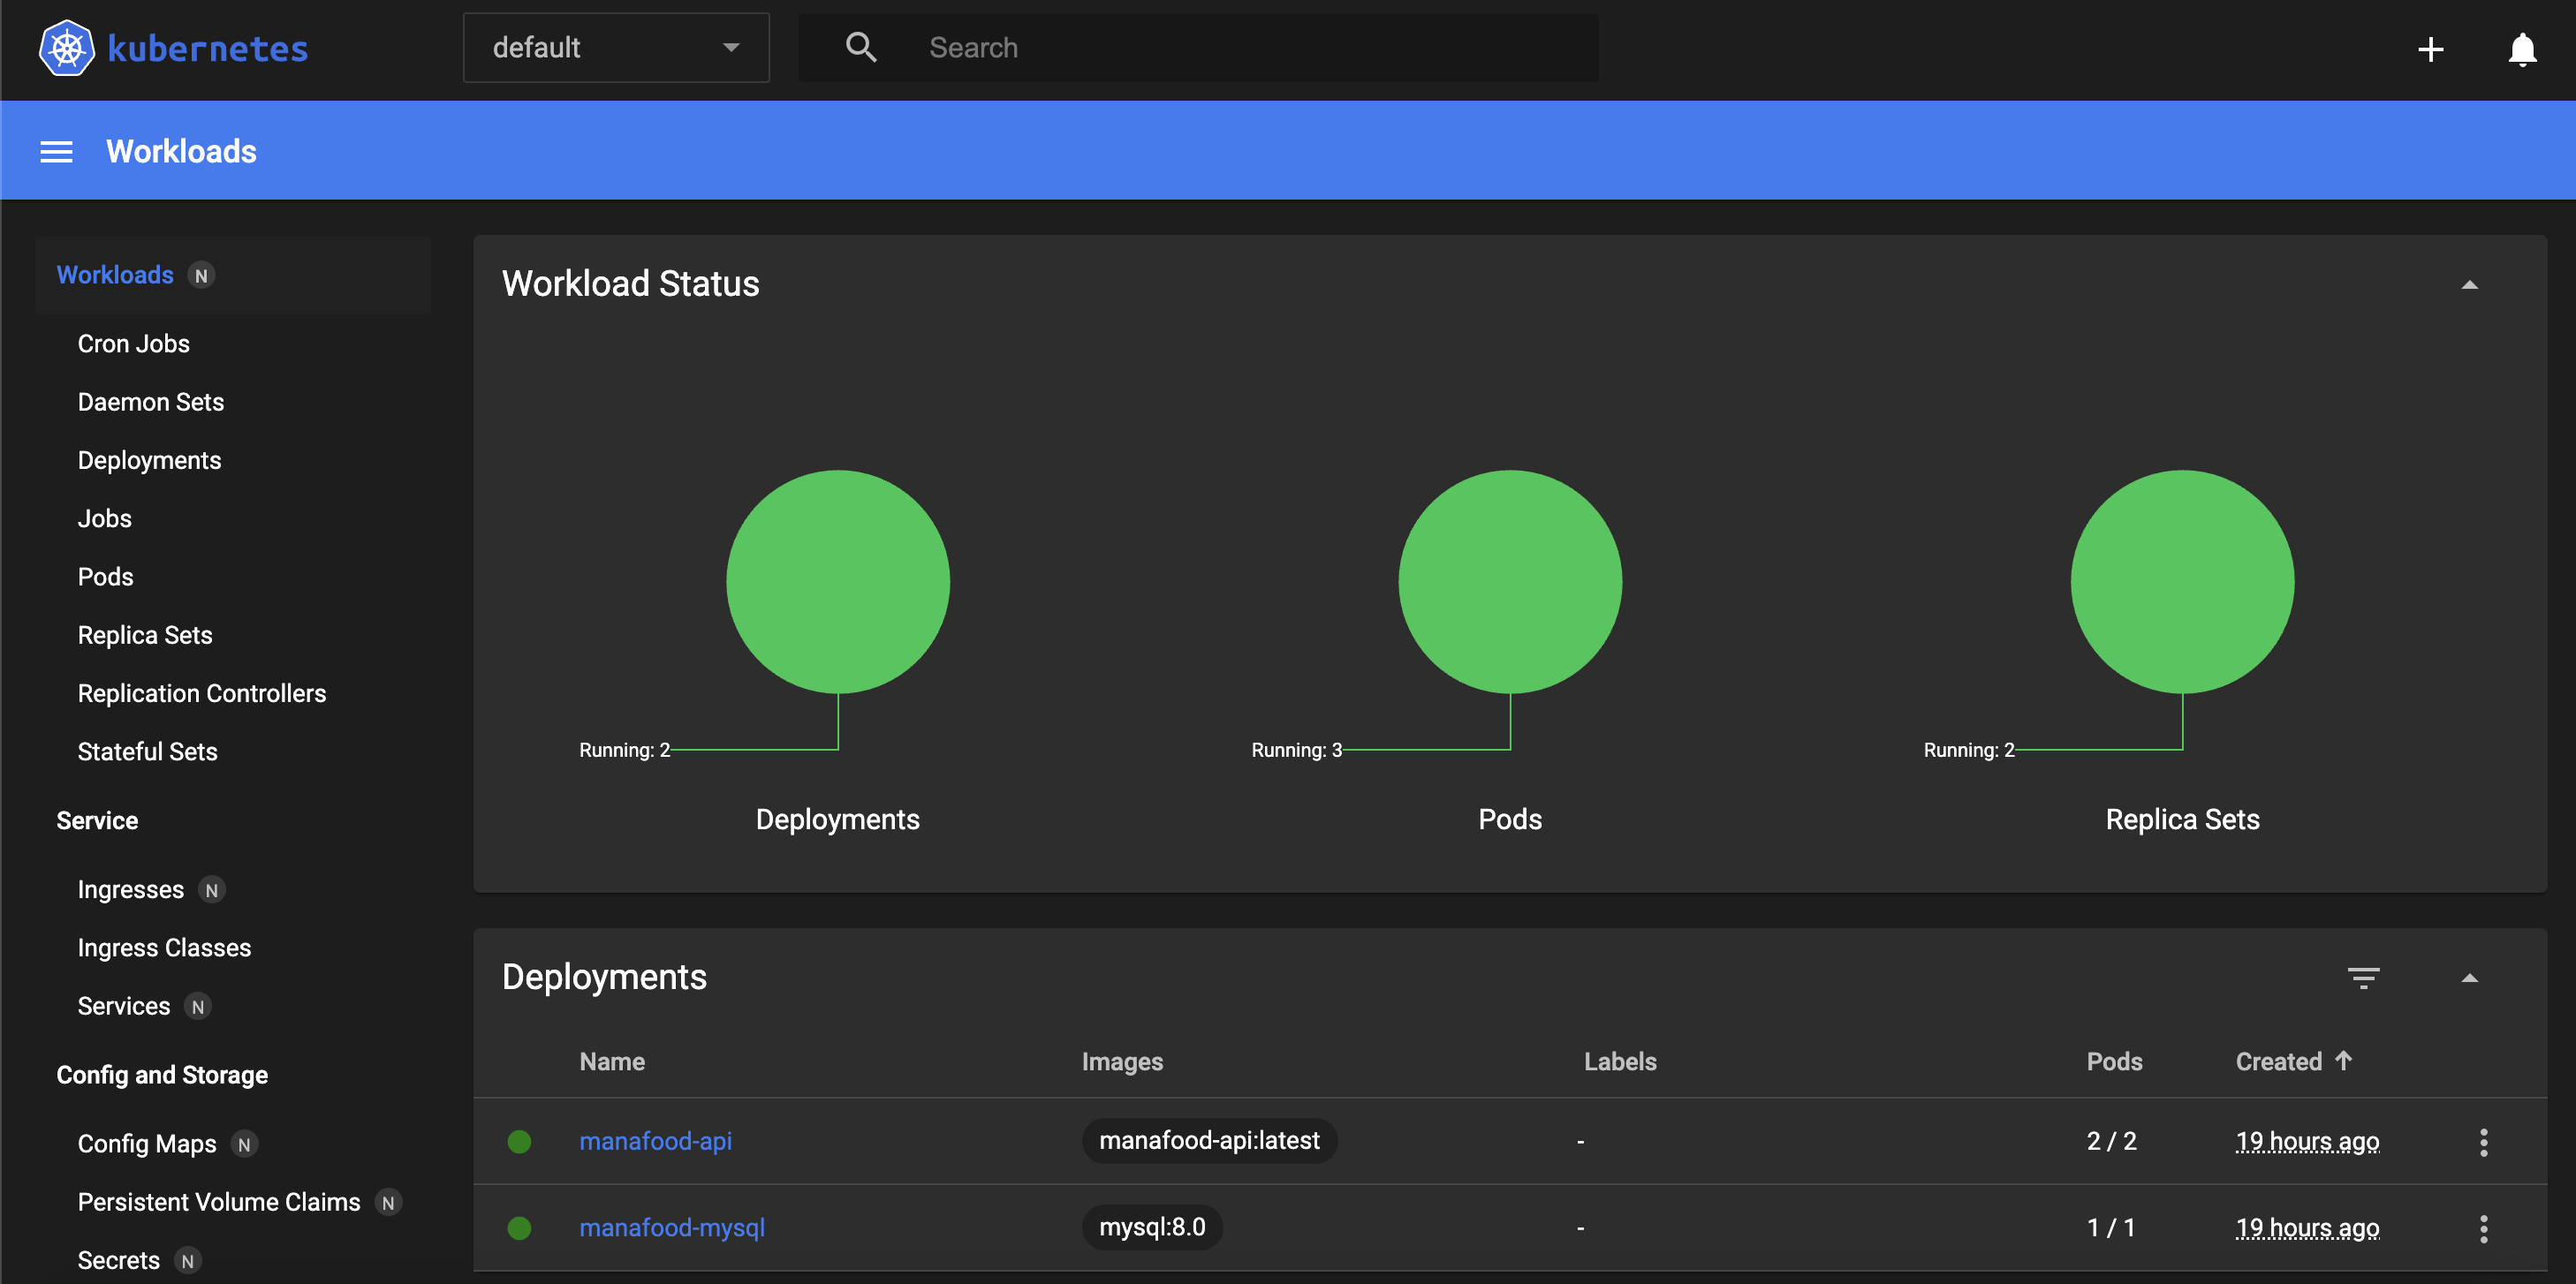 kubernetes
default
Search
Workloads
Workloads N
Cron Jobs
Daemon Sets
Deployments
Jobs
Pods
Replica Sets
Replication Controllers
Stateful Sets
Service
Ingresses N
Ingress Classes
Services N
Config and Storage
Config Maps N
Persistent Volume Claims N
Secrets N
Workload Status
Running: 2
Deployments
Running: 3
Pods
Running: 2
Replica Sets
Deployments
Name Images Labels Pods Created
manafood-api manafood-api:latest - 2 / 2 19 hours ago
manafood-mysql mysql:8.0 - 1 / 1 19 hours ago